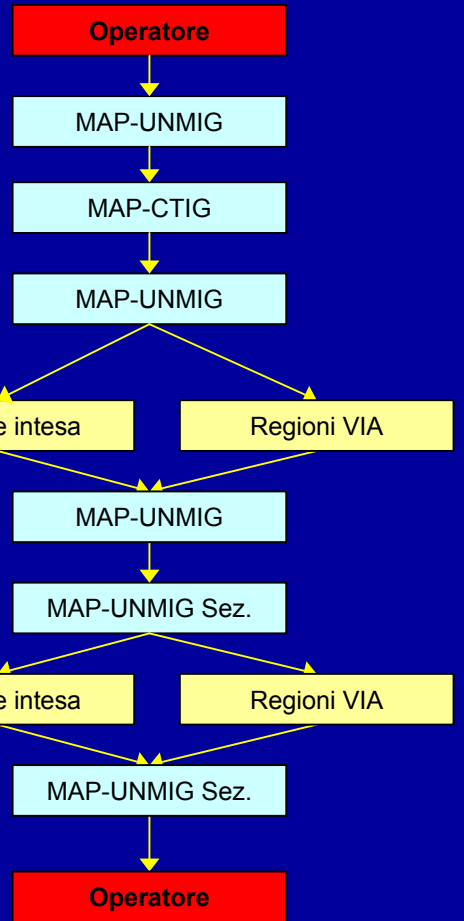 Operatore
MAP-UNMIG
MAP-CTIG
MAP-UNMIG
e intesa
Regioni VIA
MAP-UNMIG
MAP-UNMIG Sez.
e intesa
Regioni VIA
MAP-UNMIG Sez.
Operatore